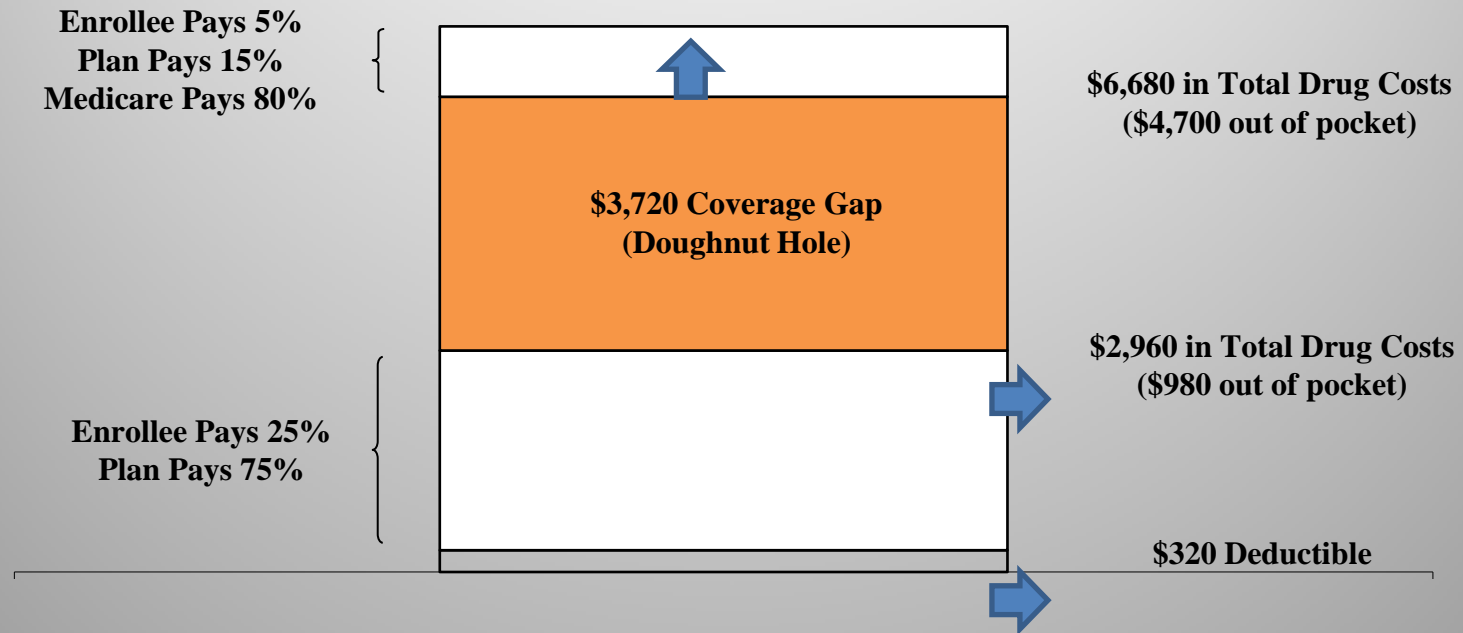 Enrollee Pays 5%
Plan Pays 15%
Medicare Pays 80%
$6,680 in Total Drug Costs
($4,700 out of pocket)
$3,720 Coverage Gap
(Doughnut Hole)
$2,960 in Total Drug Costs
($980 out of pocket)
Enrollee Pays 25%
Plan Pays 75%
$320 Deductible